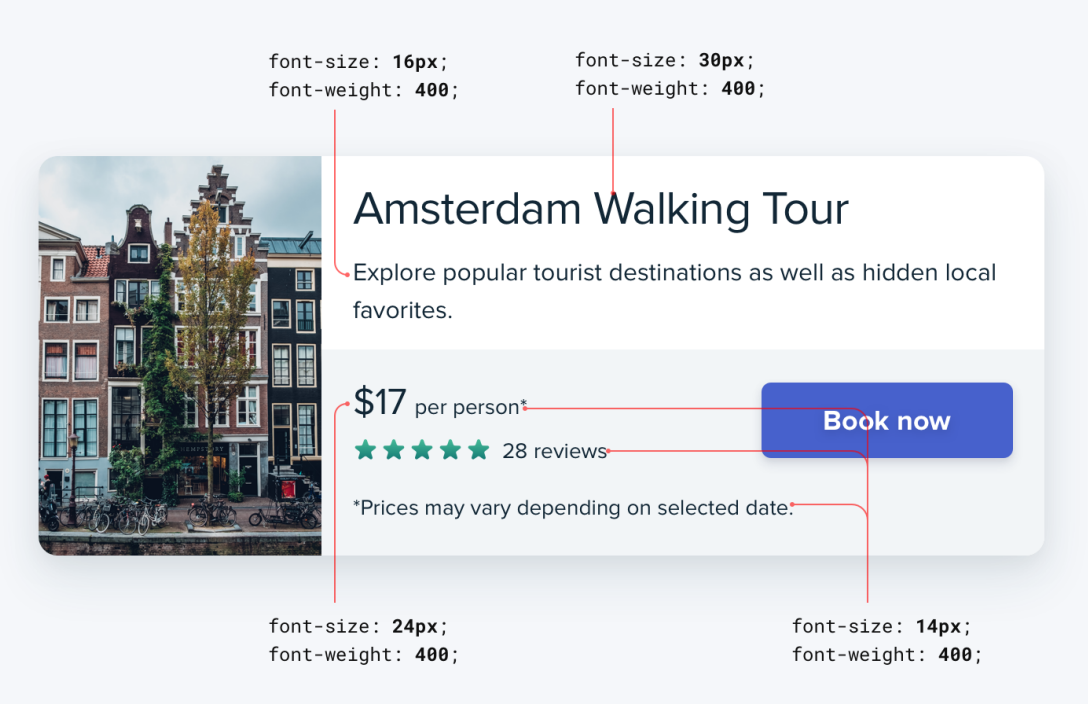 font-size: 16px;
font-weight: 400;
font-size: 30px;
font-weight: 400;
Amsterdam Walking Tour
Explore popular tourist destinations as well as hidden local
favorites.
$17 per person*
Book now
28 reviews
*Prices may vary depending on selected date.
font-size: 24px;
font-weight: 400;
font-size: 14px;
font-weight: 400;